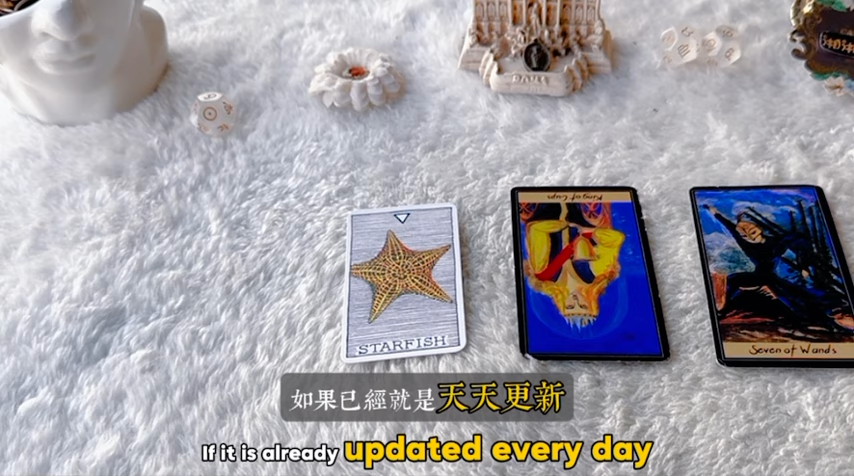 STARFISH
King of Cups
Seven of Wands
如果已經就是天天更新
If it is already updated every day